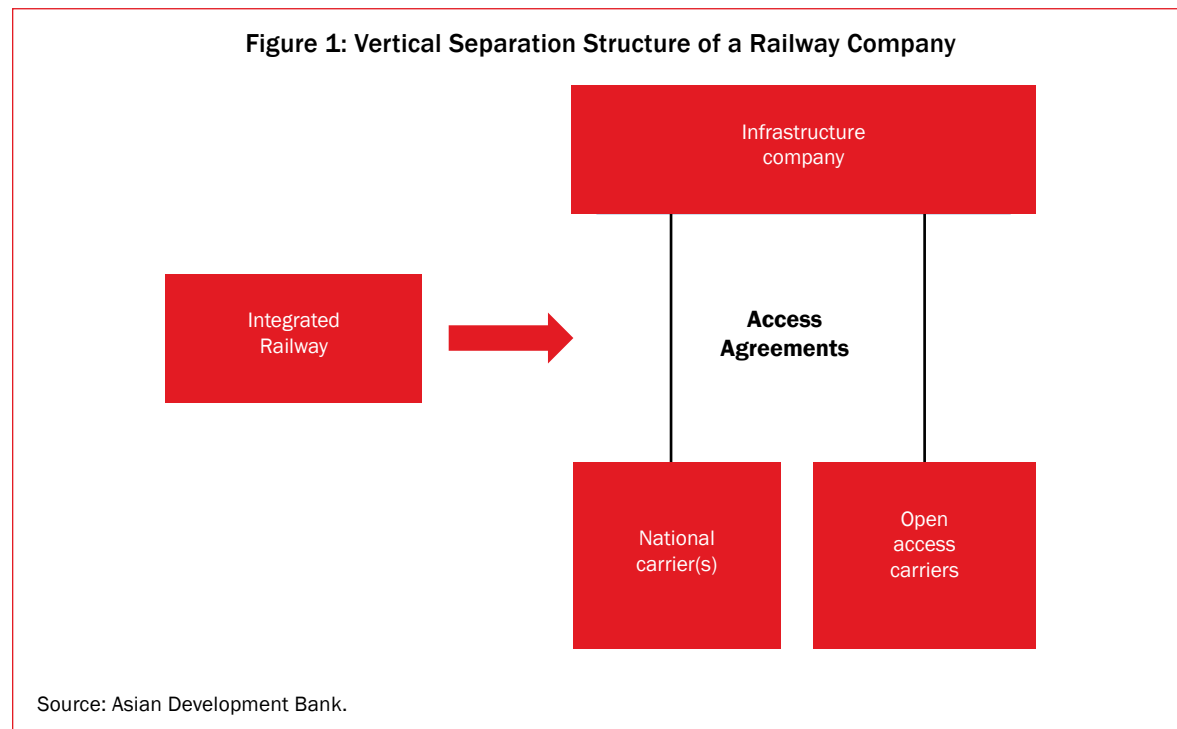 Figure 1: Vertical Separation Structure of a Railway Company
Infrastructure
company
Integrated
Railway
Access
Agreements
National
carrier(s)
Open
access
carriers
Source: Asian Development Bank.